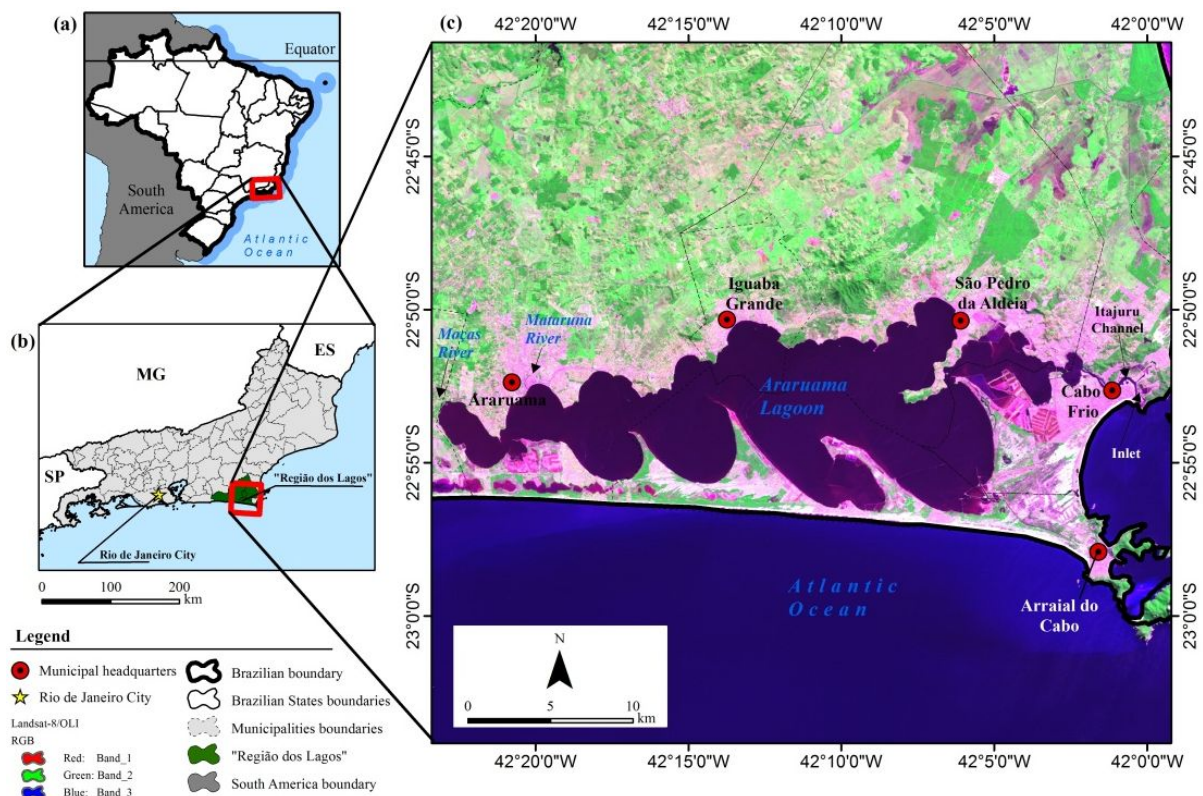 (a)
Equator
South
America
Atlantic
Ocean
(b)
MG
ES
SP
"Região dos Lagos"
Rio de Janeiro City
0 100 200
km
Legend
Municipal headquarters
Rio de Janeiro City
Landsat-8/OLI
RGB
Red: Band_1
Green: Band_2
Blue: Band_3
Brazilian boundary
Brazilian States boundaries
Municipalities boundaries
"Região dos Lagos"
South America boundary
(c)
42°20'0"W 42°15'0"W 42°10'0"W 42°5'0"W 42°0'0"W
22°45'0"S
22°50'0"S
22°55'0"S
23°0'0"S
22°45'0"S
22°50'0"S
22°55'0"S
23°0'0"S
Iguaba
Grande
São Pedro
da Aldeia
Itajuru
Channel
Moças
River
Mataruna
River
Araruama
Araruama
Lagoon
Cabo
Frio
Inlet
Atlantic
Ocean
Arraial do
Cabo
N
0 5 10
km
42°20'0"W 42°15'0"W 42°10'0"W 42°5'0"W 42°0'0"W